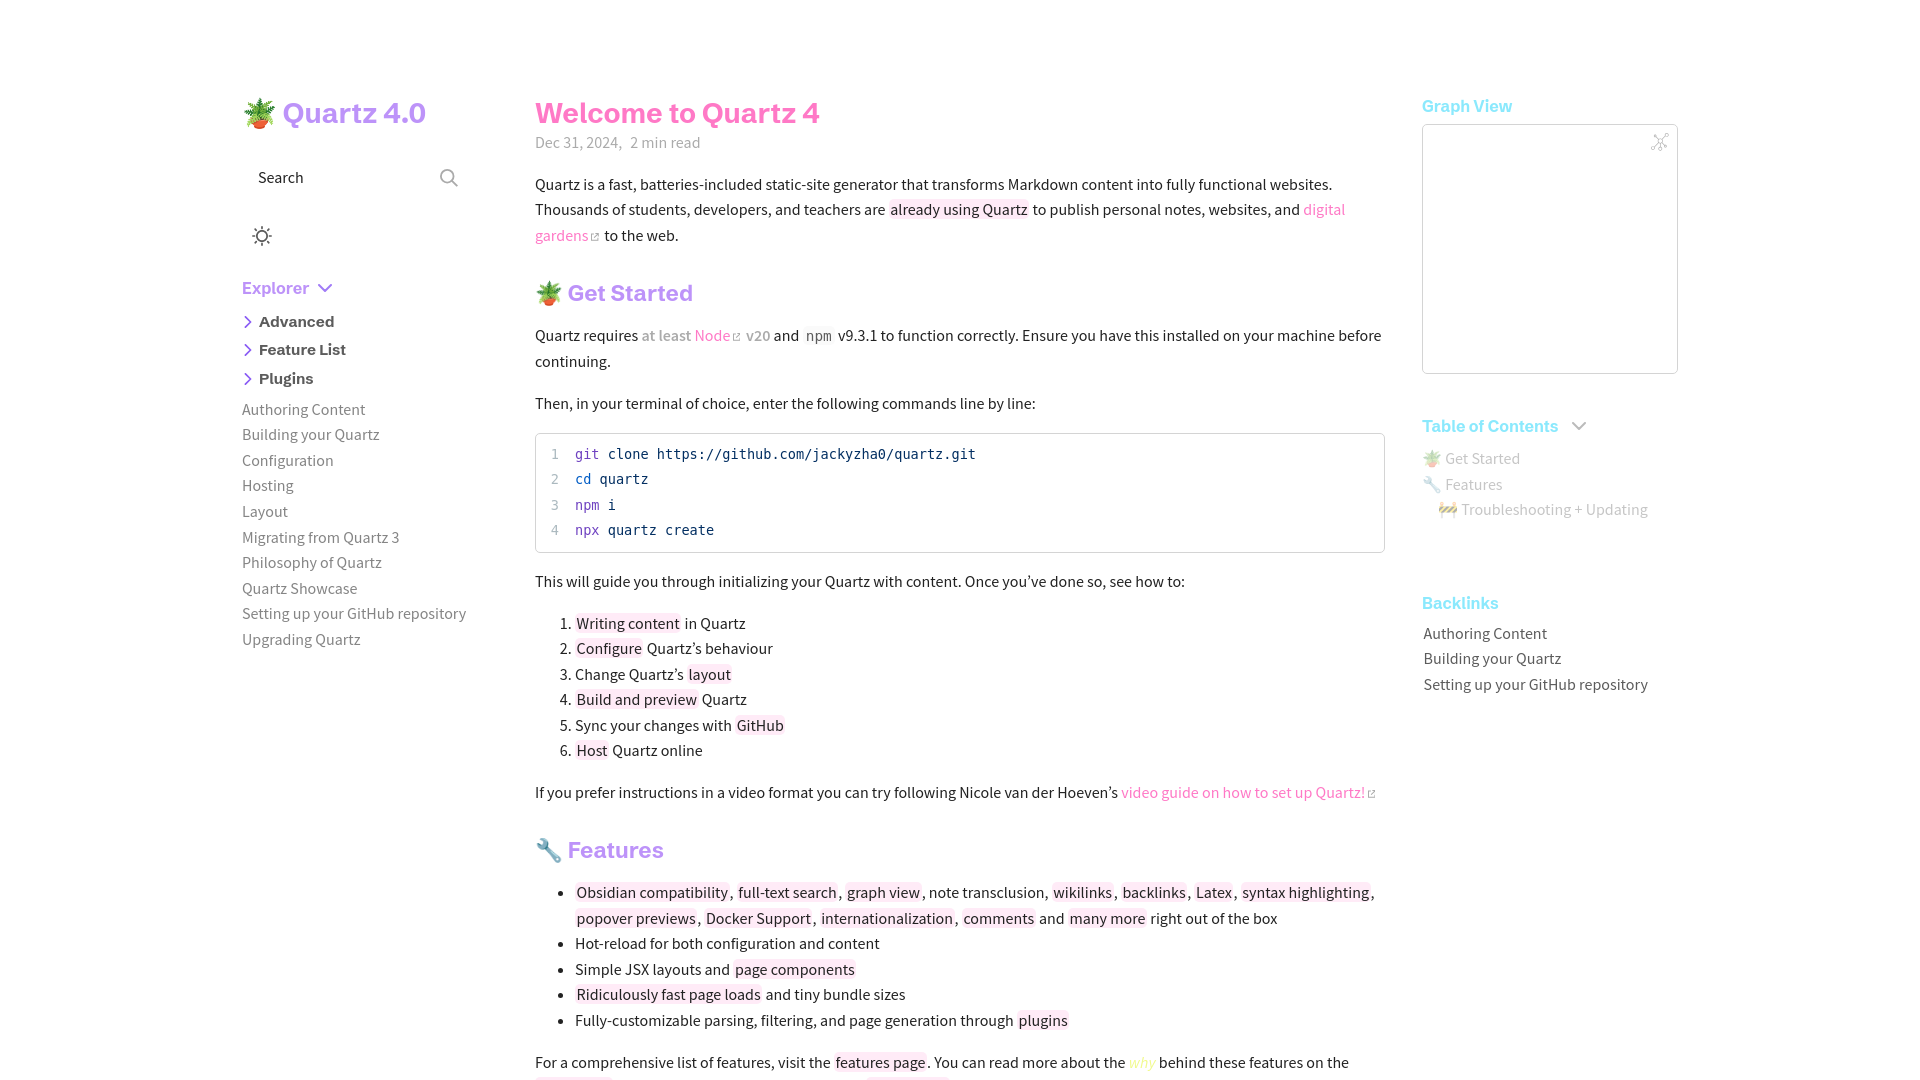 🪴 Quartz 4.0
Search
Explorer
Advanced
Feature List
Plugins
Authoring Content
Building your Quartz
Configuration
Hosting
Layout
Migrating from Quartz 3
Philosophy of Quartz
Quartz Showcase
Setting up your GitHub repository
Upgrading Quartz
Welcome to Quartz 4
Dec 31, 2024, 2 min read
Quartz is a fast, batteries-included static-site generator that transforms Markdown content into fully functional websites.
Thousands of students, developers, and teachers are already using Quartz to publish personal notes, websites, and digital
gardens to the web.
🪴 Get Started
Quartz requires at least Node v20 and npm v9.3.1 to function correctly. Ensure you have this installed on your machine before
continuing.
Then, in your terminal of choice, enter the following commands line by line:
1 git clone https://github.com/jackyzha0/quartz.git
2 cd quartz
3 npm i
4 npx quartz create
This will guide you through initializing your Quartz with content. Once you’ve done so, see how to:
1. Writing content in Quartz
2. Configure Quartz’s behaviour
3. Change Quartz’s layout
4. Build and preview Quartz
5. Sync your changes with GitHub
6. Host Quartz online
If you prefer instructions in a video format you can try following Nicole van der Hoeven’s video guide on how to set up Quartz!
🔧 Features
• Obsidian compatibility, full-text search, graph view, note transclusion, wikilinks, backlinks, Latex, syntax highlighting,
popover previews, Docker Support, internationalization, comments and many more right out of the box
• Hot-reload for both configuration and content
• Simple JSX layouts and page components
• Ridiculously fast page loads and tiny bundle sizes
• Fully-customizable parsing, filtering, and page generation through plugins
For a comprehensive list of features, visit the features page. You can read more about the why behind these features on the
Graph View
Table of Contents
🪴 Get Started
🔧 Features
🚧 Troubleshooting + Updating
Backlinks
Authoring Content
Building your Quartz
Setting up your GitHub repository